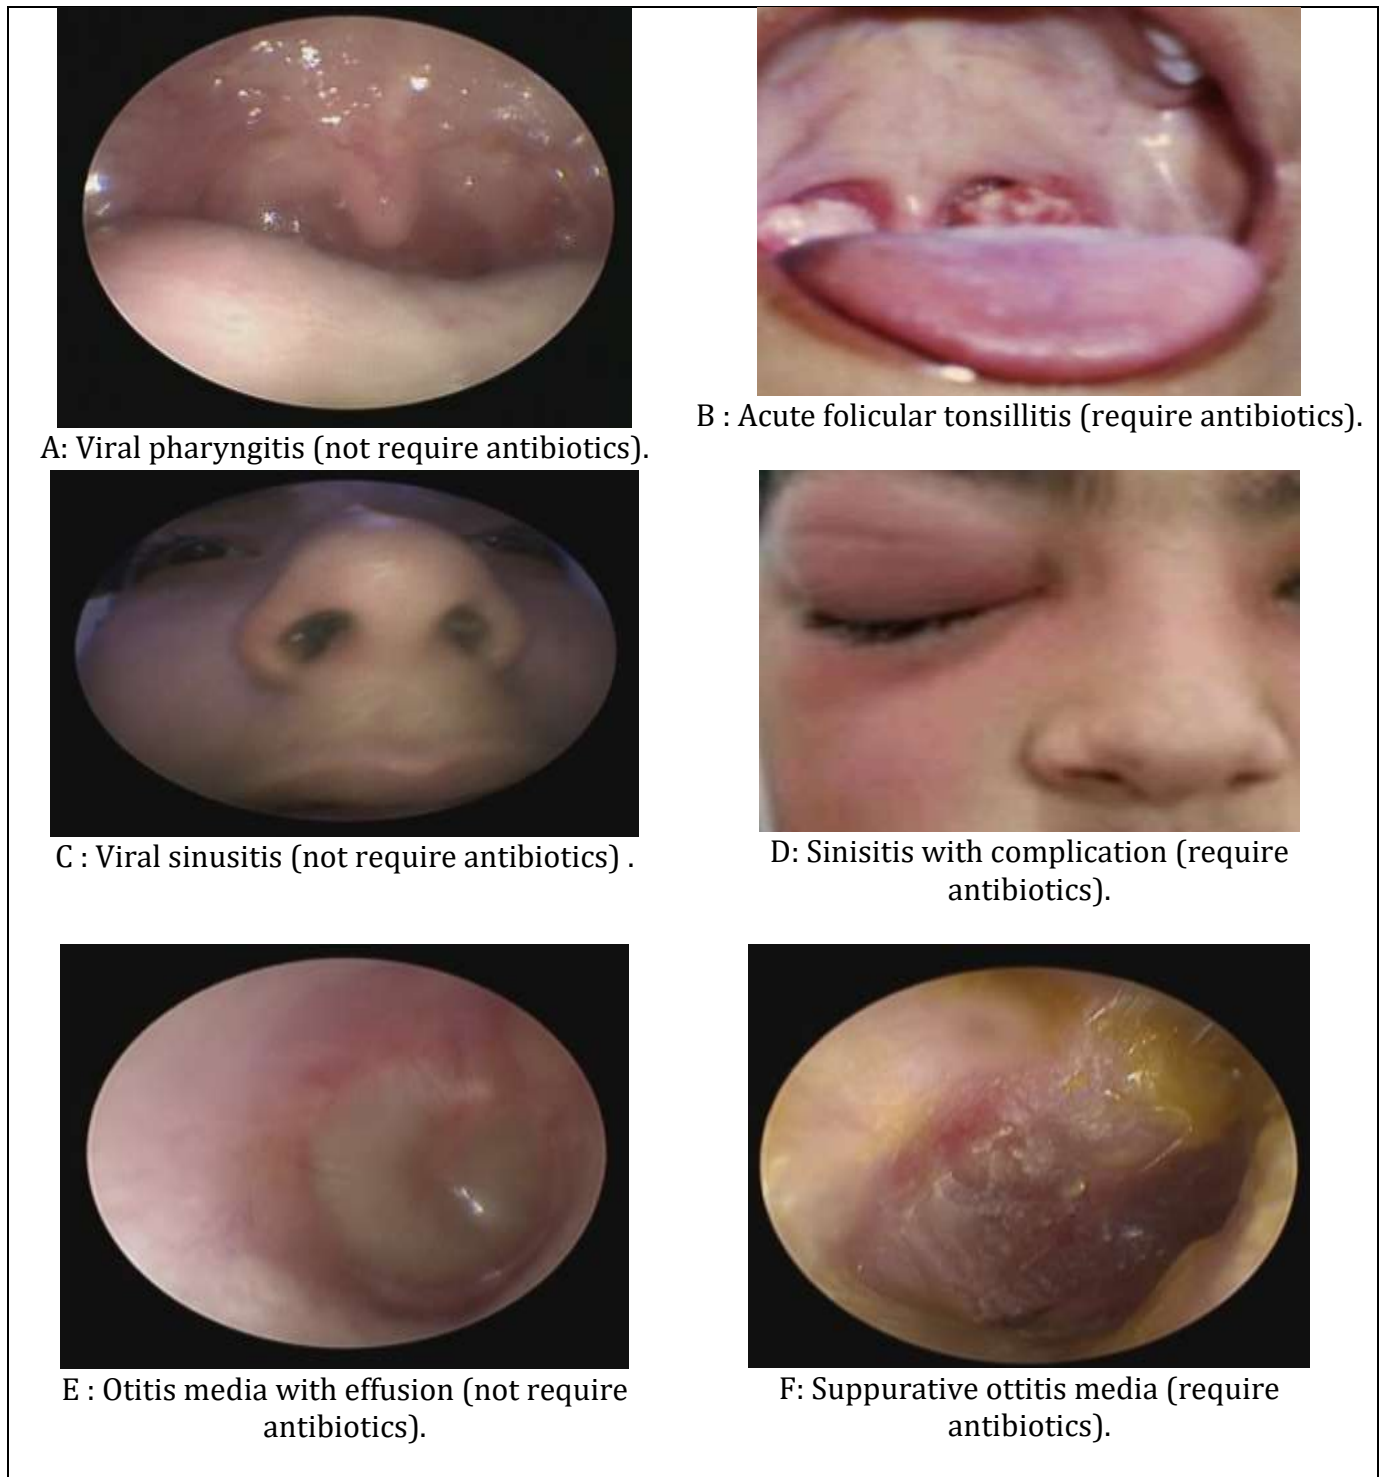 A: Viral pharyngitis (not require antibiotics).
B : Acute folicular tonsillitis (require antibiotics).
C : Viral sinusitis (not require antibiotics) .
D: Sinisitis with complication (require
antibiotics).
E : Otitis media with effusion (not require
antibiotics).
F: Suppurative ottitis media (require
antibiotics).